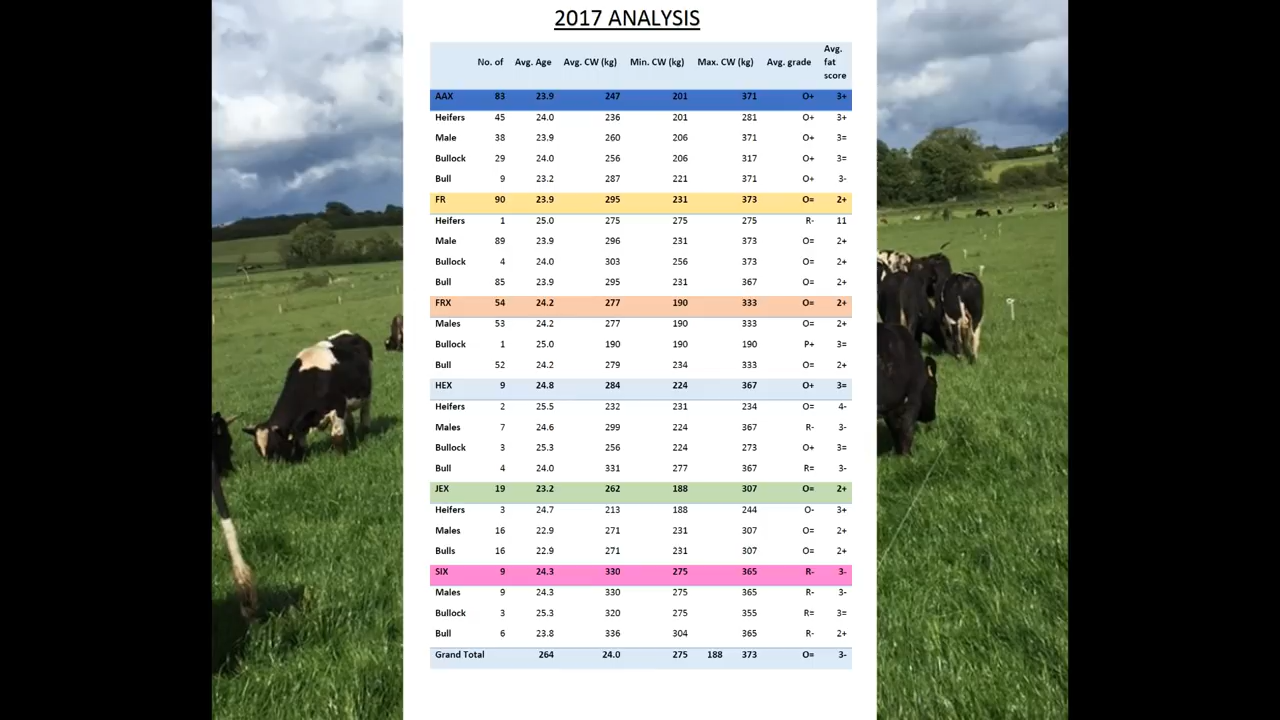 2017 ANALYSIS
No. of Avg. Age Avg. CW (kg) Min. CW (kg) Max. CW (kg) Avg. grade Avg. fat score
AAX 83 23.9 247 201 371 O+ 3+
Heifers 45 24.0 236 201 281 O+ 3+
Male 38 23.9 260 206 371 O+ 3=
Bullock 29 24.0 256 206 317 O+ 3=
Bull 9 23.2 287 221 371 O+ 3-
FR 90 23.9 295 231 373 O= 2+
Heifers 1 25.0 275 275 275 R- 11
Male 89 23.9 296 231 373 O= 2+
Bullock 4 24.0 303 256 373 O= 2+
Bull 85 23.9 295 231 367 O= 2+
FRX 54 24.2 277 190 333 O= 2+
Males 53 24.2 277 190 333 O= 2+
Bullock 1 25.0 190 190 190 P+ 3=
Bull 52 24.2 279 234 333 O= 2+
HEX 9 24.8 284 224 367 O+ 3=
Heifers 2 25.5 232 231 234 O= 4-
Males 7 24.6 299 224 367 R- 3-
Bullock 3 25.3 256 224 273 O+ 3=
Bull 4 24.0 331 277 367 R= 3-
JEX 19 23.2 262 188 307 O= 2+
Heifers 3 24.7 213 188 244 O- 3+
Males 16 22.9 271 231 307 O= 2+
Bulls 16 22.9 271 231 307 O= 2+
SIX 9 24.3 330 275 365 R- 3-
Males 9 24.3 330 275 365 R- 3-
Bullock 3 25.3 320 275 355 R= 3=
Bull 6 23.8 336 304 365 R- 2+
Grand Total 264 24.0 275 188 373 O= 3-